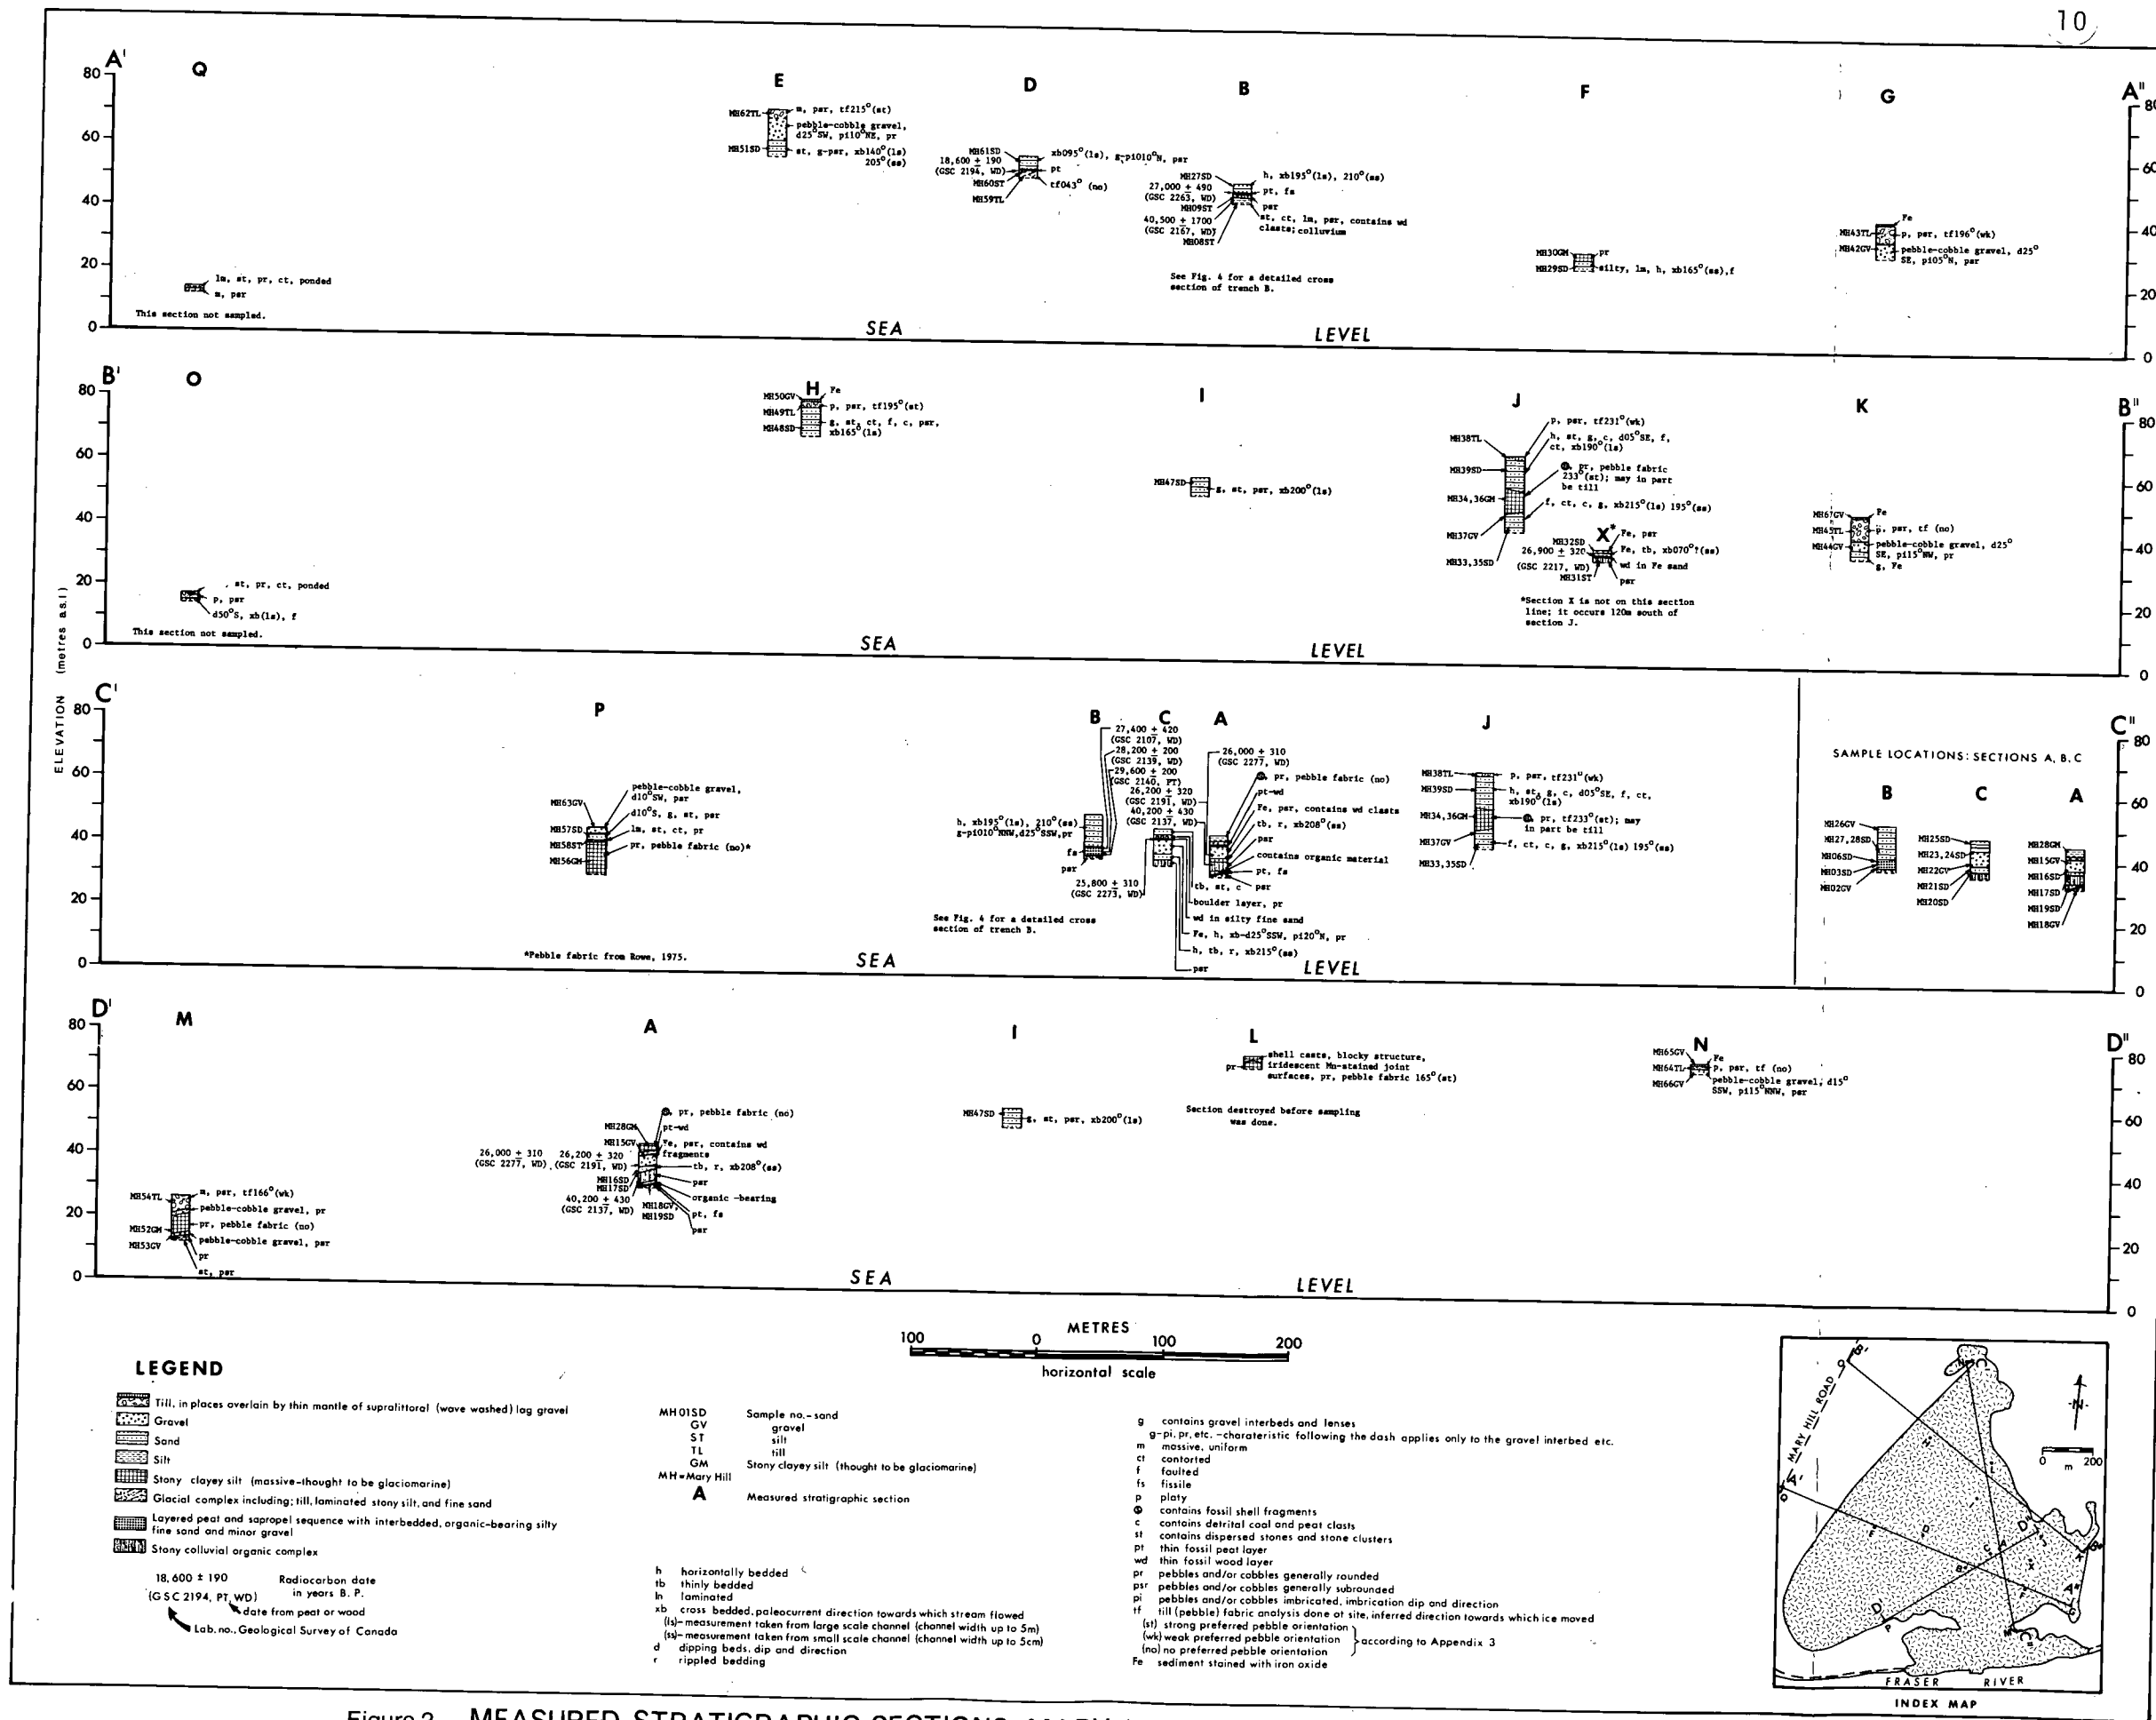 10
A' Q E D B F G A"
80
60
40
20
0
MH62TL
m, psr, tf215°(st)
pebble-cobble gravel,
d25°SW, pi10°NE, pr
MH51SD
st, g-psr, xb140°(ls)
205°(ss)
MH61SD
xb095°(ls), g-pi010°N, psr
18,600 ± 190
(GSC 2194, WD)
pt
MH60ST
tf043° (no)
MH59TL
MH27SD
h, xb195°(ls), 210°(ss)
27,000 ± 490
(GSC 2263, WD)
pt, fs
MH09ST
psr
40,500 ± 1700
(GSC 2167, WD)
st, ct, lm, psr, contains wd
clasts; colluvium
MH08ST
See Fig. 4 for a detailed cross
section of trench B.
MH30GM
pr
MH29SD
silty, lm, h, xb165°(ss),f
Fe
MH43TL
p, psr, tf196°(wk)
MH42GV
pebble-cobble gravel, d25°
SE, pi05°N, psr
lm, st, pr, ct, ponded
m, psr
This section not sampled.
SEA LEVEL
80
60
40
20
0
B' O H I J K B"
80
60
40
20
0
MH50GV
Fe
MH49TL
p, psr, tf195°(st)
MH48SD
g, st, ct, f, c, psr,
xb165°(ls)
MH47SD
g, st, psr, xb200°(ls)
MH38TL
p, psr, tf231°(wk)
MH39SD
h, st, g, c, d05°SE, f,
ct, xb190°(ls)
MH34,36GM
pr, pebble fabric
233°(st); may in part
be till
f, ct, c, g, xb215°(ls) 195°(ss)
MH37GV
MH33,35SD
X*
MH32SD
Fe, psr
26,900 ± 320
(GSC 2217, WD)
Fe, tb, xb070°?(ss)
wd in Fe sand
MH31ST
psr
*Section X is not on this section
line; it occurs 120m south of
section J.
MH67GV
Fe
MH45TL
p, psr, tf (no)
MH44GV
pebble-cobble gravel, d25°
SE, pi15°NW, pr
g, Fe
st, pr, ct, ponded
p, psr
d50°S, xb(ls), f
This section not sampled.
SEA LEVEL
80
60
40
20
0
ELEVATION (metres a.s.l)
C' P B C A J C"
80
60
40
20
0
MH63GV
pebble-cobble gravel,
d10°SW, psr
MH57SD
d10°S, g, st, psr
MH58ST
lm, st, ct, pr
MH56GM
pr, pebble fabric (no)*
*Pebble fabric from Rowe, 1975.
27,400 ± 420
(GSC 2107, WD)
28,200 ± 200
(GSC 2139, WD)
29,600 ± 200
(GSC 2140, PT)
26,200 ± 320
(GSC 2191, WD)
40,200 ± 430
(GSC 2137, WD)
26,000 ± 310
(GSC 2277, WD)
h, xb195°(ls), 210°(ss)
g-pi010°NNW,d25°SSW,pr
fs
psr
25,800 ± 310
(GSC 2273, WD)
See Fig. 4 for a detailed cross
section of trench B.
pr, pebble fabric (no)
pt-wd
Fe, psr, contains wd clasts
tb, r, xb208°(ss)
psr
contains organic material
pt, fs
psr
tb, st, c
boulder layer, pr
wd in silty fine sand
Fe, h, xb-d25°SSW, pi20°N, pr
h, tb, r, xb215°(ss)
psr
MH38TL
p, psr, tf231°(wk)
MH39SD
h, st, g, c, d05°SE, f, ct,
xb190°(ls)
MH34,36GM
pr, tf233°(st); may
in part be till
MH37GV
f, ct, c, g, xb215°(ls) 195°(ss)
MH33,35SD
SEA LEVEL
SAMPLE LOCATIONS: SECTIONS A, B, C
B C A
MH26GV
MH27,28SD
MH06SD
MH03SD
MH02GV
MH25SD
MH23,24SD
MH22GV
MH21SD
MH20SD
MH28GM
MH15GV
MH16SD
MH17SD
MH19SD
MH18GV
80
60
40
20
0
D' M A I L N D"
80
60
40
20
0
MH54TL
m, psr, tf166°(wk)
pebble-cobble gravel, pr
MH52GM
pr, pebble fabric (no)
MH53GV
pebble-cobble gravel, psr
pr
st, psr
pr, pebble fabric (no)
MH28GM
pt-wd
MH15GV
Fe, psr, contains wd
fragments
26,000 ± 310
(GSC 2277, WD)
26,200 ± 320
(GSC 2191, WD)
tb, r, xb208°(ss)
MH16SD
MH17SD
psr
40,200 ± 430
(GSC 2137, WD)
organic -bearing
MH18GV
MH19SD
pt, fs
psr
MH47SD
g, st, psr, xb200°(ls)
pr
shell casts, blocky structure,
iridescent Mn-stained joint
surfaces, pr, pebble fabric 165°(st)
Section destroyed before sampling
was done.
MH65GV
Fe
MH64TL
p, psr, tf (no)
MH66GV
pebble-cobble gravel, d15°
SSW, pi15°NNW, psr
SEA LEVEL
80
60
40
20
0
METRES
100 0 100 200
horizontal scale
LEGEND
Till, in places overlain by thin mantle of supralittoral (wave washed) lag gravel
Gravel
Sand
Silt
Stony clayey silt (massive-thought to be glaciomarine)
Glacial complex including; till, laminated stony silt, and fine sand
Layered peat and sapropel sequence with interbedded, organic-bearing silty
fine sand and minor gravel
Stony colluvial organic complex
18,600 ± 190 Radiocarbon date
in years B. P.
(GSC 2194, PT, WD)
date from peat or wood
Lab. no., Geological Survey of Canada
MH01SD Sample no.- sand
GV gravel
ST silt
TL till
GM Stony clayey silt (thought to be glaciomarine)
MH=Mary Hill
A Measured stratigraphic section
h horizontally bedded
tb thinly bedded
ln laminated
xb cross bedded, paleocurrent direction towards which stream flowed
(ls)- measurement taken from large scale channel (channel width up to 5m)
(ss)- measurement taken from small scale channel (channel width up to 5cm)
d dipping beds, dip and direction
r rippled bedding
g contains gravel interbeds and lenses
g-pi, pr, etc. -charateristic following the dash applies only to the gravel interbed etc.
m massive, uniform
ct contorted
f faulted
fs fissile
p platy
contains fossil shell fragments
c contains detrital coal and peat clasts
st contains dispersed stones and stone clusters
pt thin fossil peat layer
wd thin fossil wood layer
pr pebbles and/or cobbles generally rounded
psr pebbles and/or cobbles generally subrounded
pi pebbles and/or cobbles imbricated, imbrication dip and direction
tf till (pebble) fabric analysis done at site, inferred direction towards which ice moved
(st) strong preferred pebble orientation
(wk) weak preferred pebble orientation
(no) no preferred pebble orientation
according to Appendix 3
Fe sediment stained with iron oxide
MARY HILL ROAD
-N-
0 200
m
FRASER RIVER
INDEX MAP